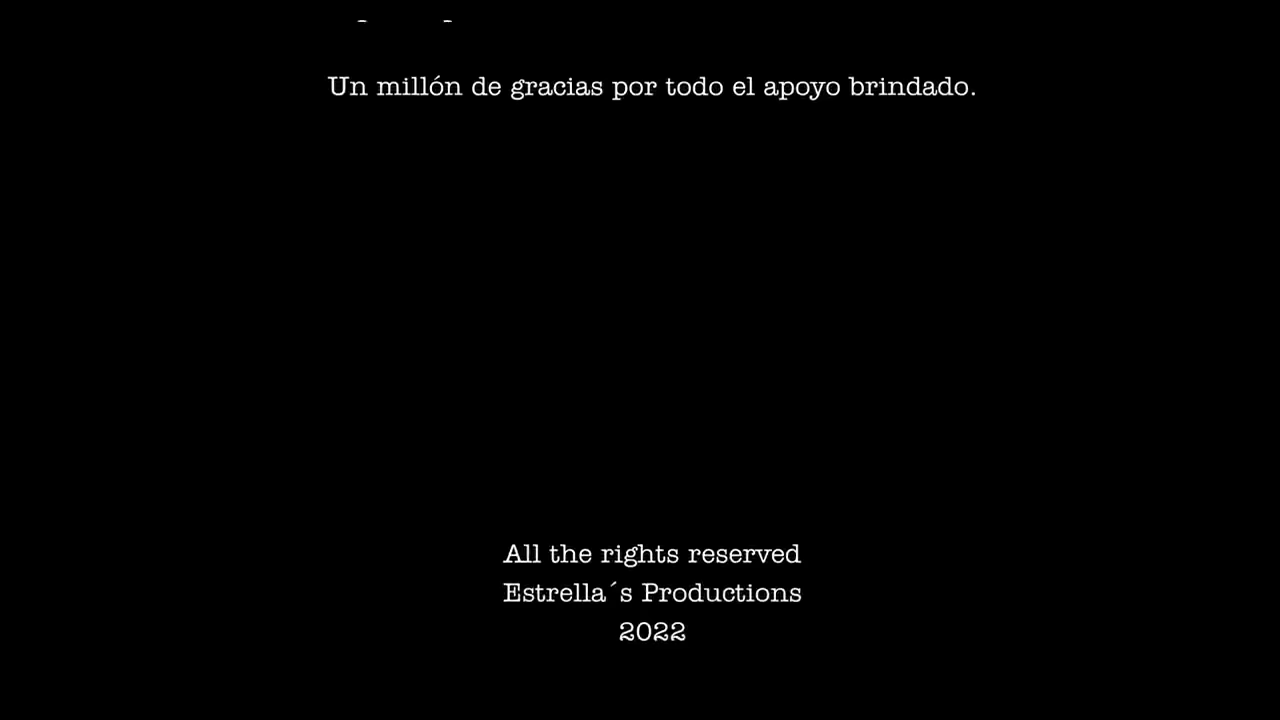 Un millón de gracias por todo el apoyo brindado.
All the rights reserved
Estrella´s Productions
2022